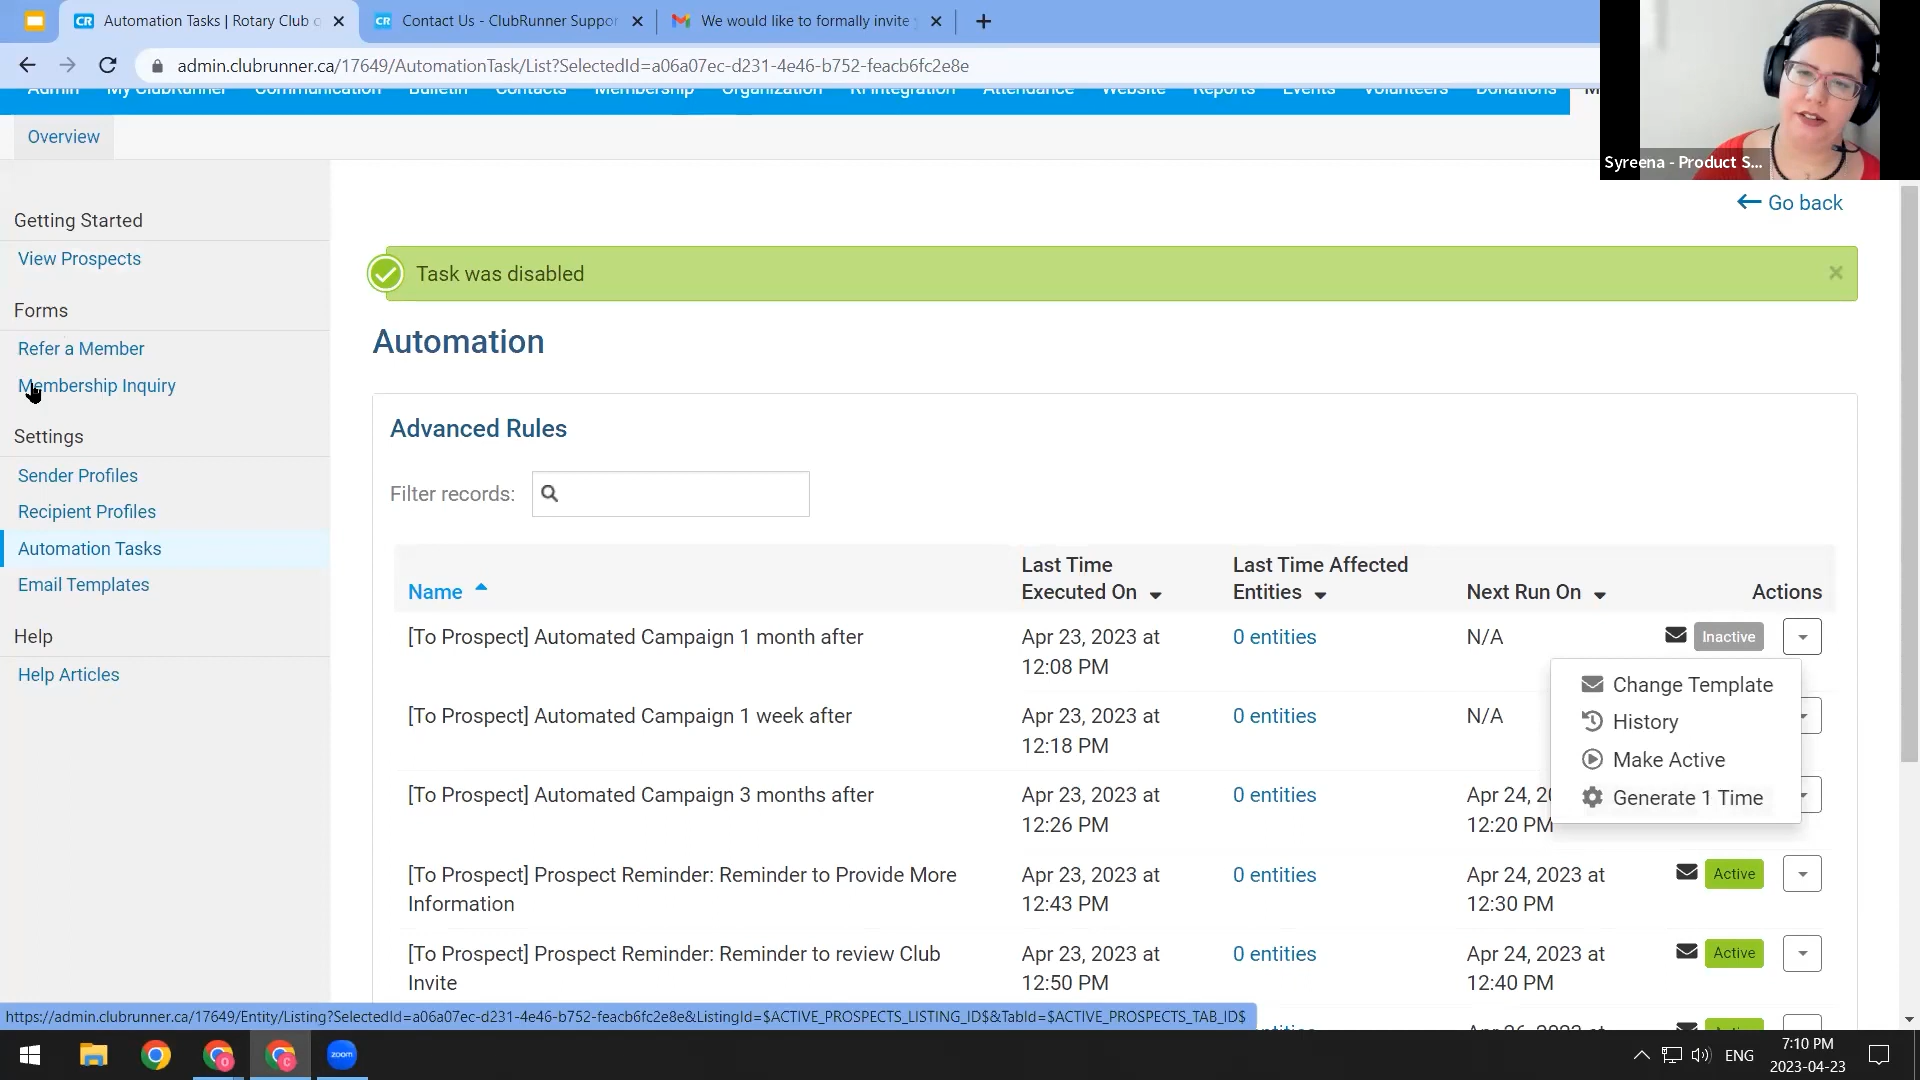 Automation Tasks | Rotary Club o
Contact Us - ClubRunner Suppor
We would like to formally invite
admin.clubrunner.ca/17649/AutomationTask/List?SelectedId=a06a07ec-d231-4e46-b752-feacb6fc2e8e
Admin My ClubRunner Communication Bulletin Contacts Membership Organization RI Integration Attendance Website Reports Events Volunteers Donations
Syreena - Product S...
Overview
Go back
Getting Started
View Prospects
Forms
Refer a Member
Membership Inquiry
Settings
Sender Profiles
Recipient Profiles
Automation Tasks
Email Templates
Help
Help Articles
Task was disabled
Automation
Advanced Rules
Filter records:
Name
Last Time Executed On
Last Time Affected Entities
Next Run On
Actions
[To Prospect] Automated Campaign 1 month after
Apr 23, 2023 at
12:08 PM
0 entities
N/A
Inactive
Change Template
History
Make Active
Generate 1 Time
[To Prospect] Automated Campaign 1 week after
Apr 23, 2023 at
12:18 PM
0 entities
N/A
[To Prospect] Automated Campaign 3 months after
Apr 23, 2023 at
12:26 PM
0 entities
Apr 24, 20
12:20 PM
[To Prospect] Prospect Reminder: Reminder to Provide More
Information
Apr 23, 2023 at
12:43 PM
0 entities
Apr 24, 2023 at
12:30 PM
Active
[To Prospect] Prospect Reminder: Reminder to review Club
Invite
Apr 23, 2023 at
12:50 PM
0 entities
Apr 24, 2023 at
12:40 PM
Active
https://admin.clubrunner.ca/17649/Entity/Listing?SelectedId=a06a07ec-d231-4e46-b752-feacb6fc2e8e&ListingId=$ACTIVE_PROSPECTS_LISTING_ID$&TabId=$ACTIVE_PROSPECTS_TAB_ID$
zoom
ENG
7:10 PM
2023-04-23